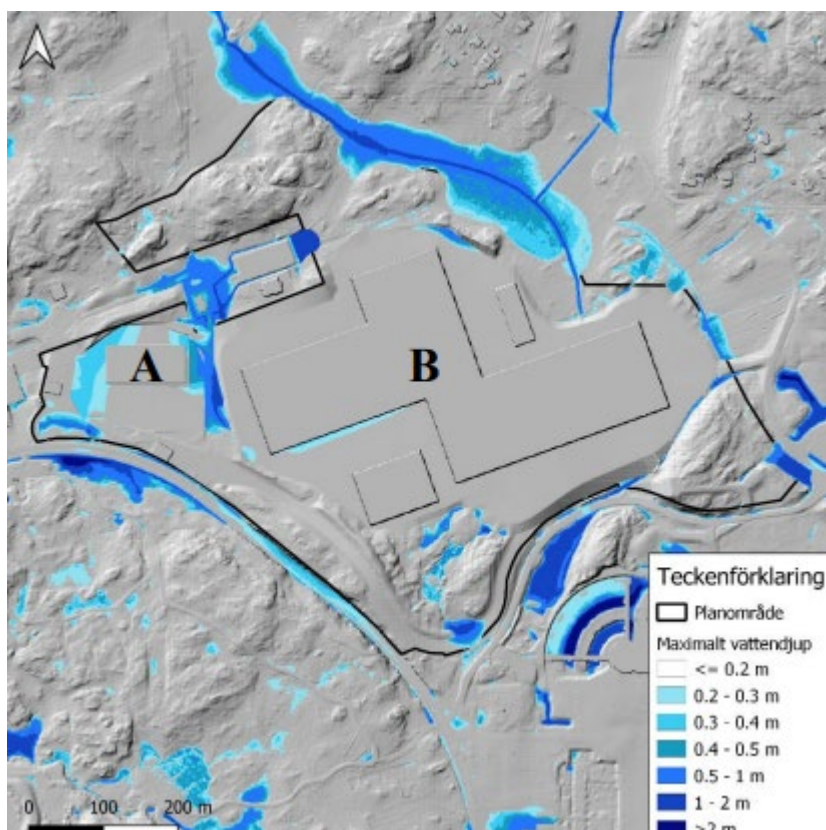 A
B
Teckenförklaring
Planområde
Maximalt vattendjup
<= 0.2 m
0.2 - 0.3 m
0.3 - 0.4 m
0.4 - 0.5 m
0.5 - 1 m
1 - 2 m
>2 m
0 100 200 m